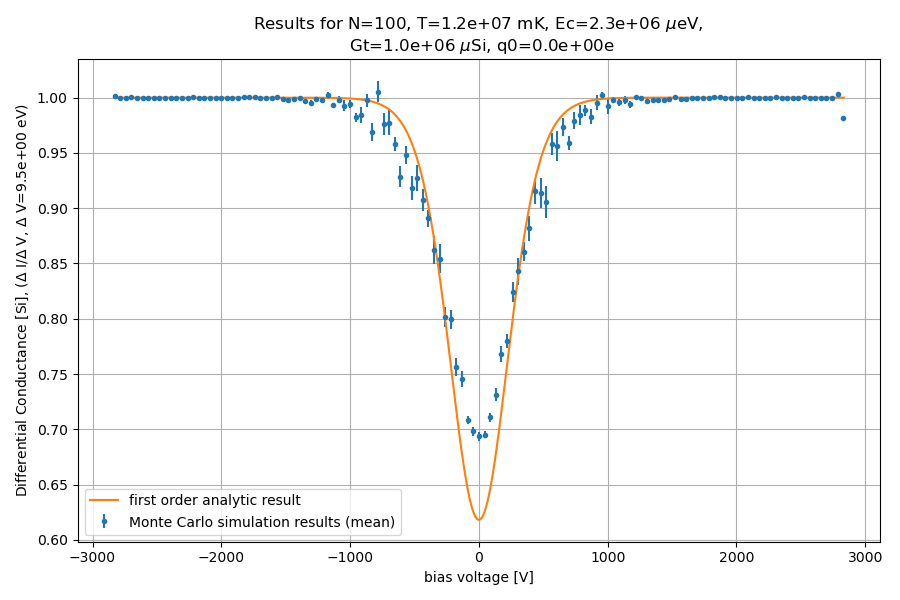 Results for N=100, T=1.2e+07 mK, Ec=2.3e+06 μeV,
Gt=1.0e+06 μSi, q0=0.0e+00e
Differential Conductance [Si], (Δ I/Δ V, Δ V=9.5e+00 eV)
1.00
0.95
0.90
0.85
0.80
0.75
0.70
0.65
0.60
first order analytic result
Monte Carlo simulation results (mean)
−3000 −2000 −1000 0 1000 2000 3000
bias voltage [V]